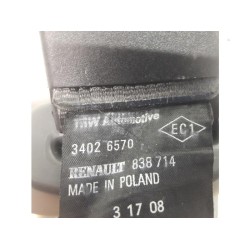 TRW Automotive
EC1
3402 6570
RENAULT 838 714
MADE IN POLAND
3 17 08